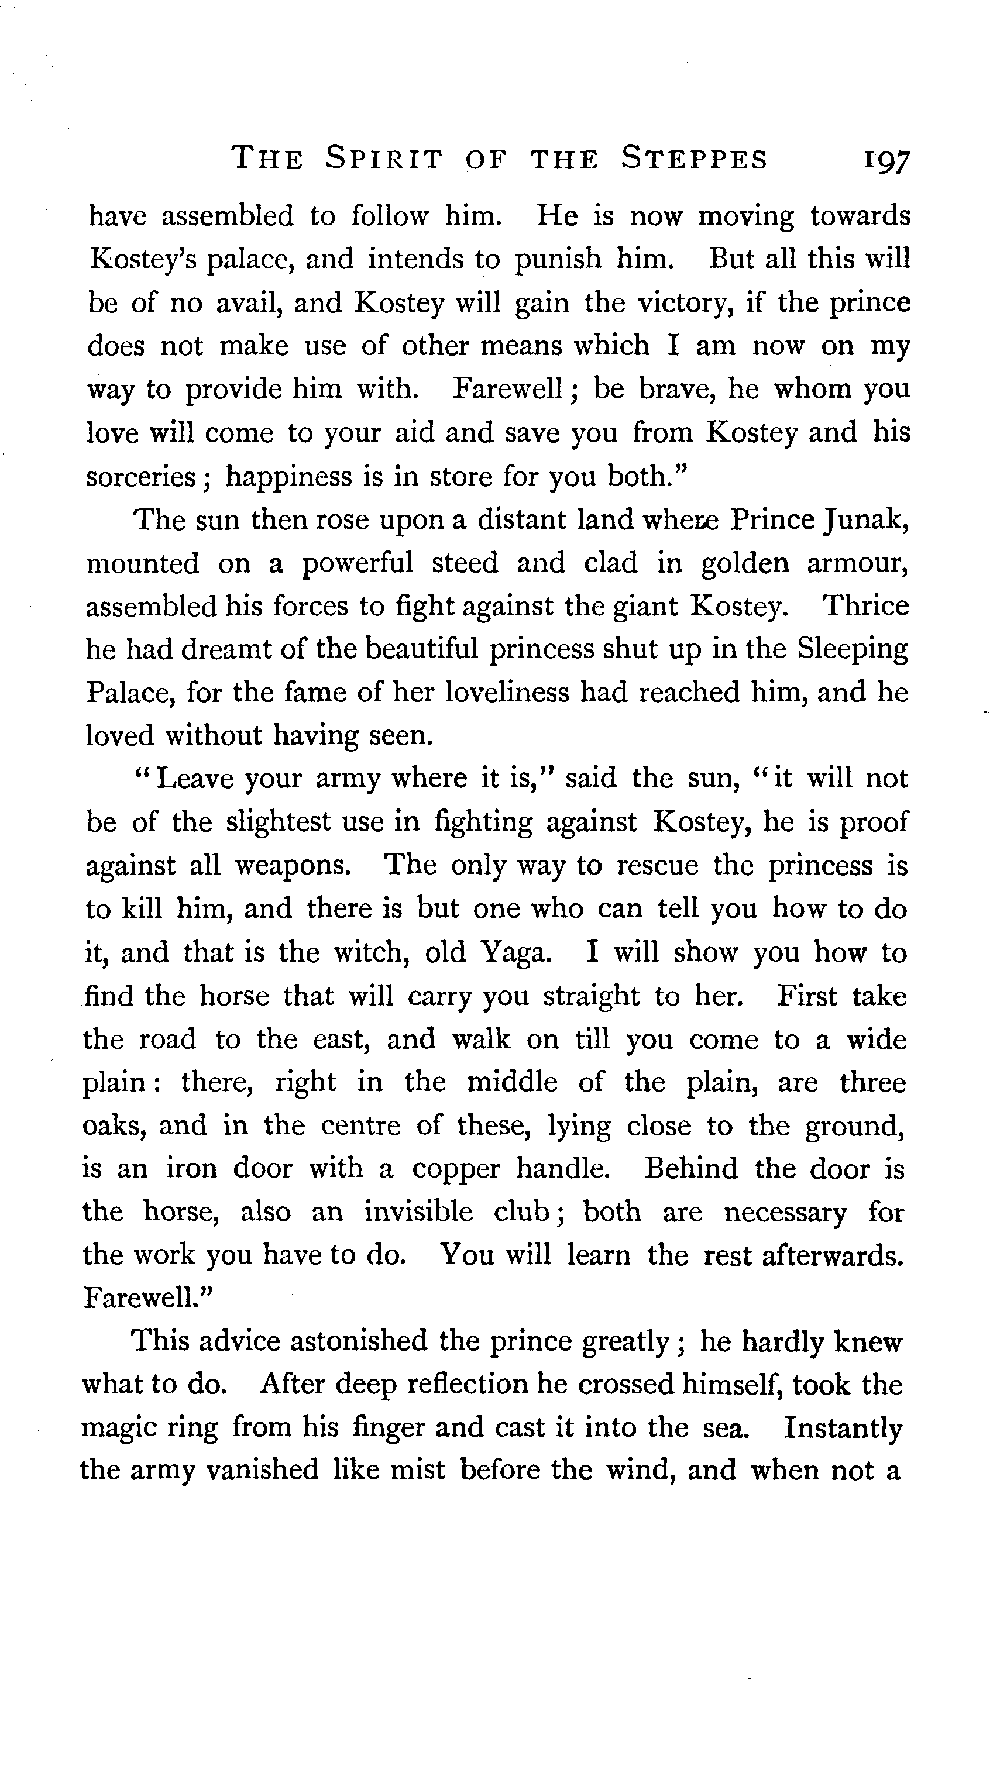 THE SPIRIT OF THE STEPPES 197
have assembled to follow him. He is now moving towards
Kostey's palace, and intends to punish him. But all this will
be of no avail, and Kostey will gain the victory, if the prince
does not make use of other means which I am now on my
way to provide him with. Farewell; be brave, he whom you
love will come to your aid and save you from Kostey and his
sorceries; happiness is in store for you both."
The sun then rose upon a distant land where Prince Junak,
mounted on a powerful steed and clad in golden armour,
assembled his forces to fight against the giant Kostey. Thrice
he had dreamt of the beautiful princess shut up in the Sleeping
Palace, for the fame of her loveliness had reached him, and he
loved without having seen.
"Leave your army where it is," said the sun, "it will not
be of the slightest use in fighting against Kostey, he is proof
against all weapons. The only way to rescue the princess is
to kill him, and there is but one who can tell you how to do
it, and that is the witch, old Yaga. I will show you how to
find the horse that will carry you straight to her. First take
the road to the east, and walk on till you come to a wide
plain: there, right in the middle of the plain, are three
oaks, and in the centre of these, lying close to the ground,
is an iron door with a copper handle. Behind the door is
the horse, also an invisible club; both are necessary for
the work you have to do. You will learn the rest afterwards.
Farewell."
This advice astonished the prince greatly; he hardly knew
what to do. After deep reflection he crossed himself, took the
magic ring from his finger and cast it into the sea. Instantly
the army vanished like mist before the wind, and when not a